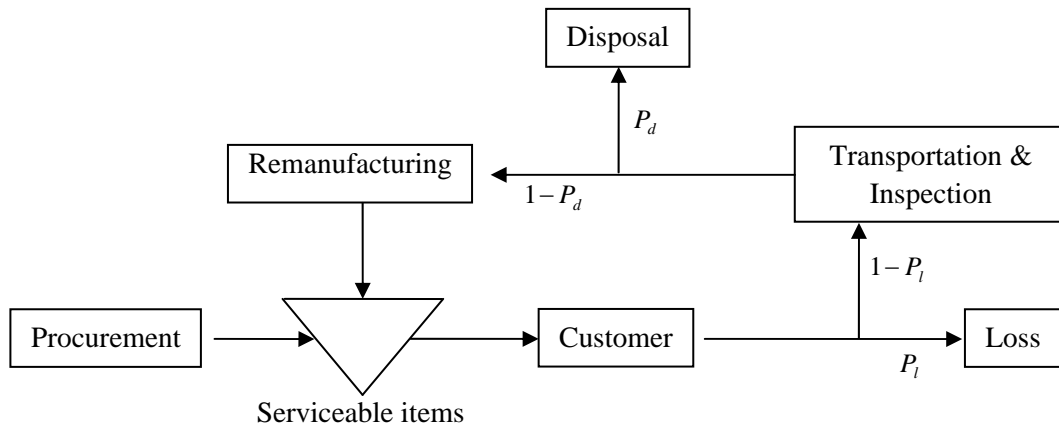 Disposal
P_d
Transportation &
Inspection
Remanufacturing
1 – P_d
1 – P_l
Procurement
Customer
Loss
P_l
Serviceable items